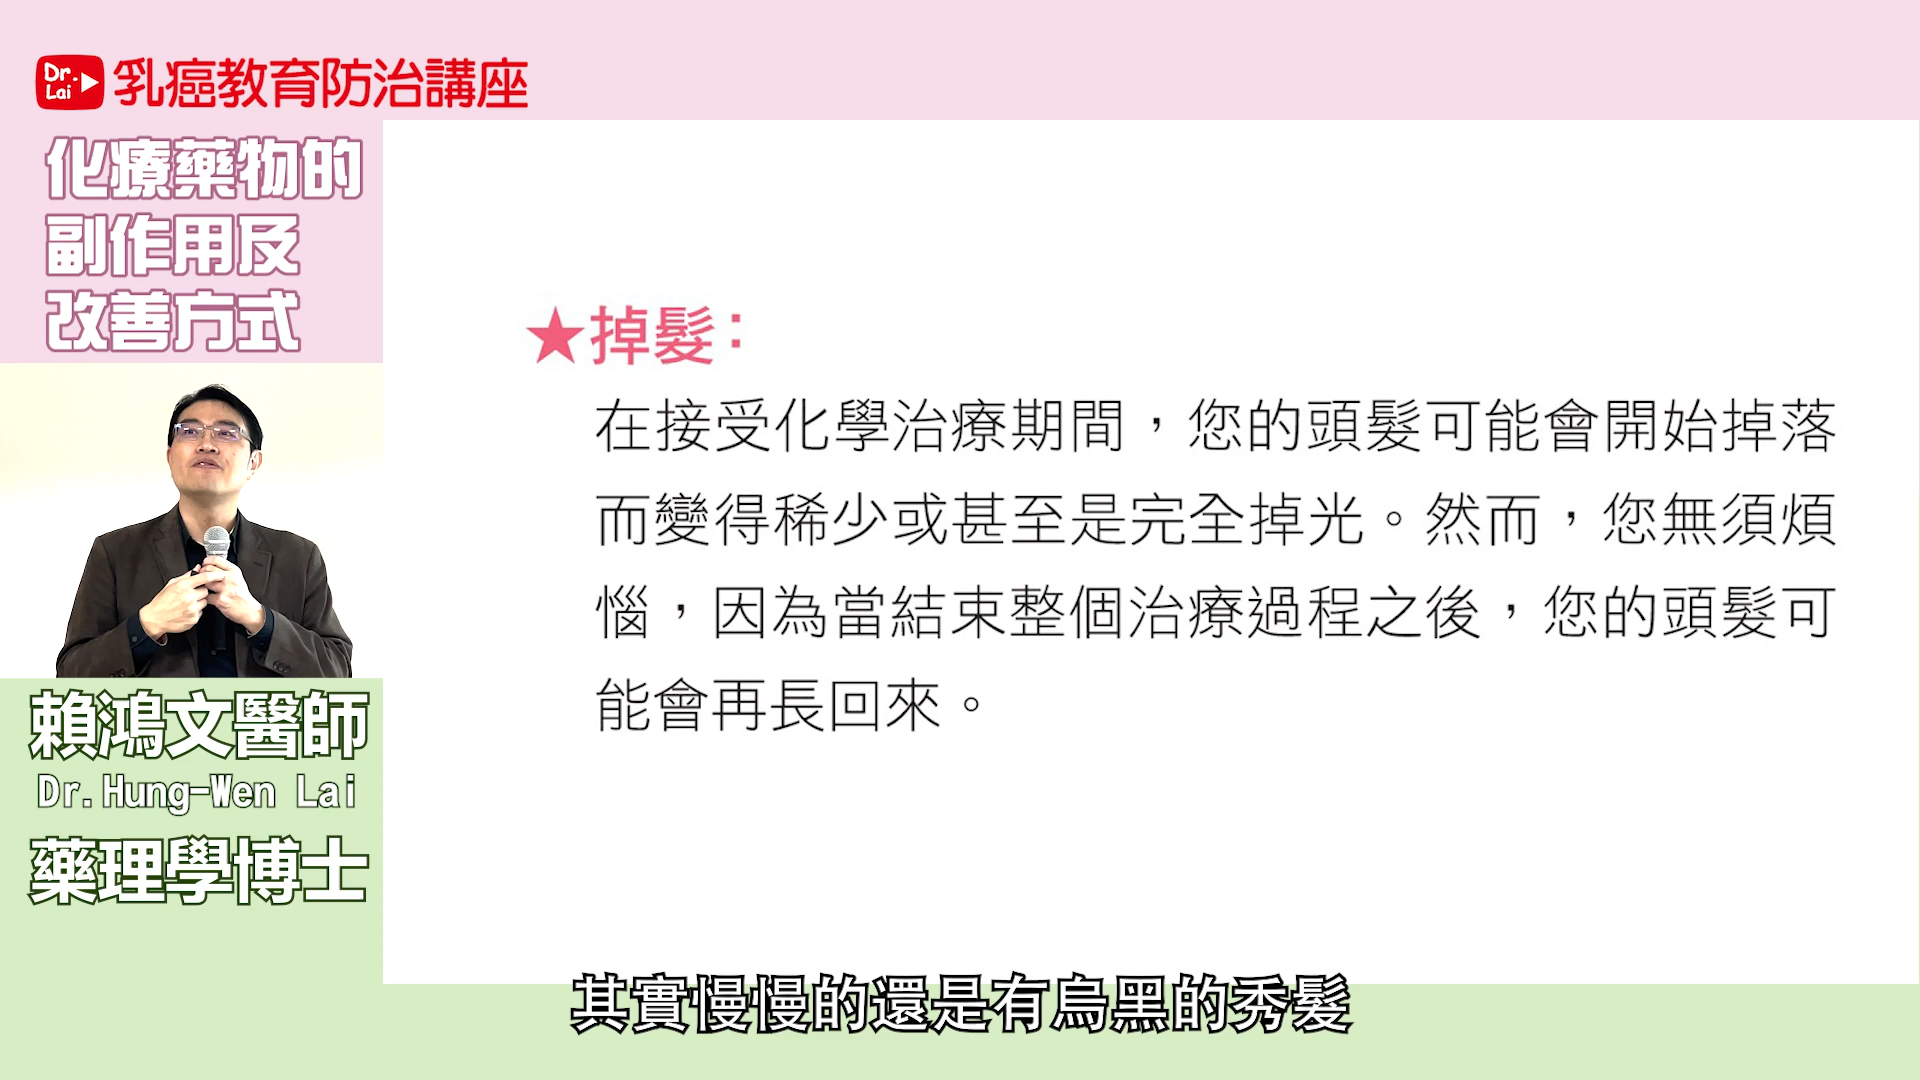 Dr. Lai 乳癌教育防治講座
化療藥物的
副作用及
改善方式
★掉髮：
在接受化學治療期間，您的頭髮可能會開始掉落
而變得稀少或甚至是完全掉光。然而，您無須煩
惱，因為當結束整個治療過程之後，您的頭髮可
能會再長回來。
賴鴻文醫師
Dr.Hung-Wen Lai
藥理學博士
其實慢慢的還是有烏黑的秀髮